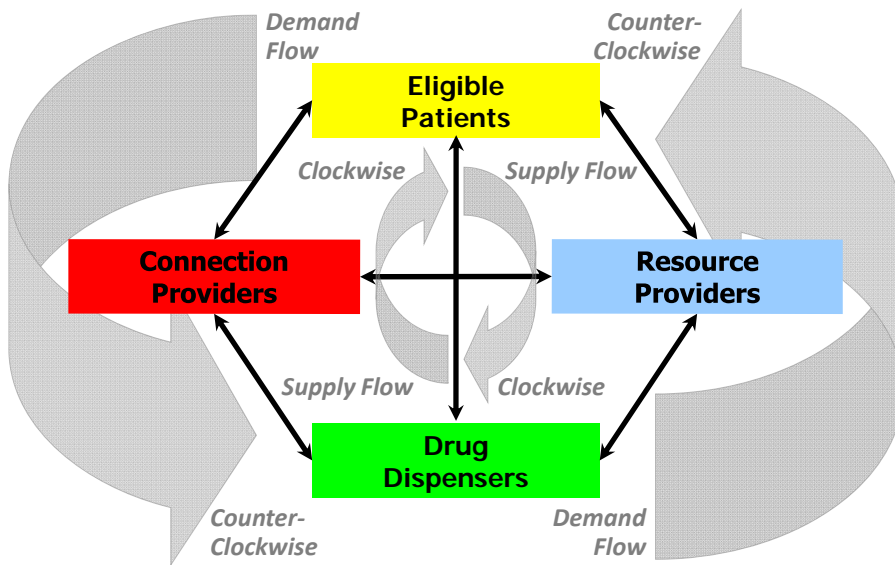 Demand
Flow
Counter-
Clockwise
Eligible
Patients
Clockwise
Supply Flow
Connection
Providers
Resource
Providers
Supply Flow
Clockwise
Drug
Dispensers
Counter-
Clockwise
Demand
Flow